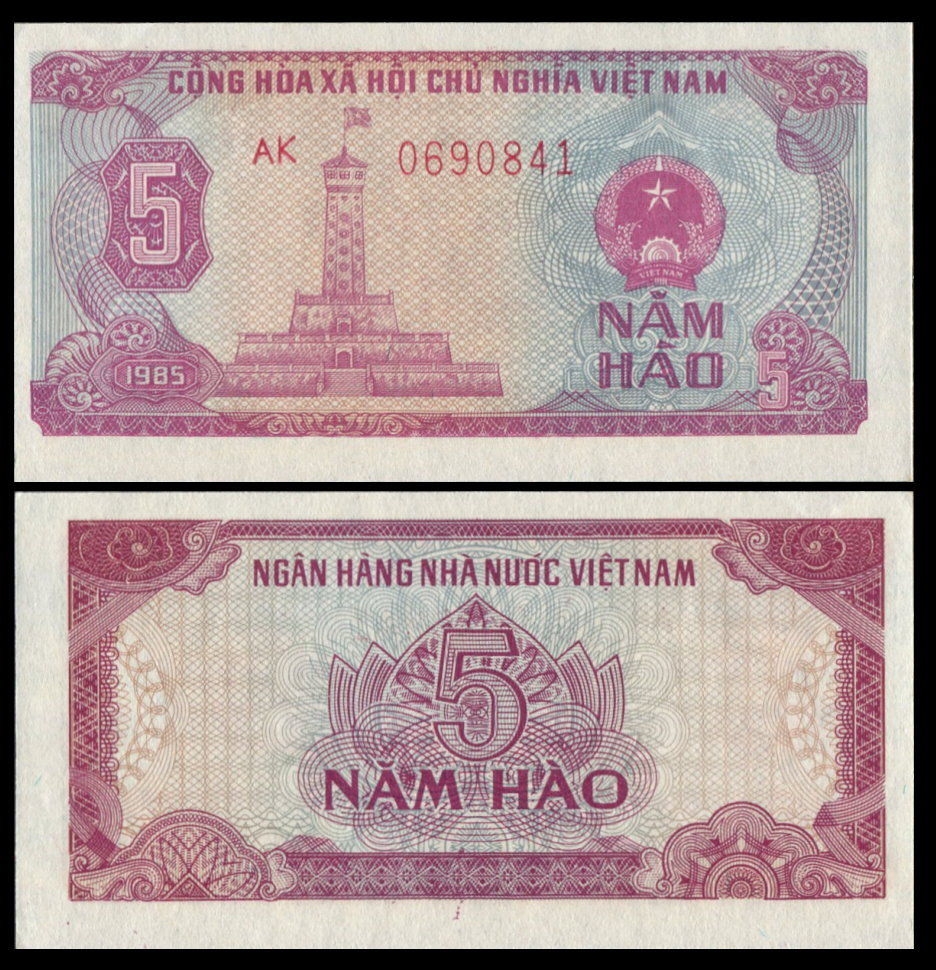 CỘNG HÒA XÃ HỘI CHỦ NGHĨA VIỆT NAM
AK 0690841
5
VIỆT NAM
NĂM
HÀO
1985
5
NGÂN HÀNG NHÀ NƯỚC VIỆT NAM
5
NĂM HÀO